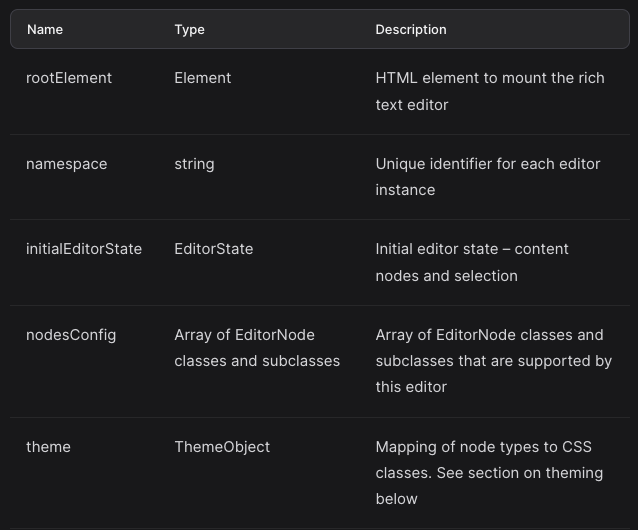 Name Type Description
rootElement Element HTML element to mount the rich
text editor
namespace string Unique identifier for each editor
instance
initialEditorState EditorState Initial editor state – content
nodes and selection
nodesConfig Array of EditorNode Array of EditorNode classes and
classes and subclasses subclasses that are supported by
this editor
theme ThemeObject Mapping of node types to CSS
classes. See section on theming
below